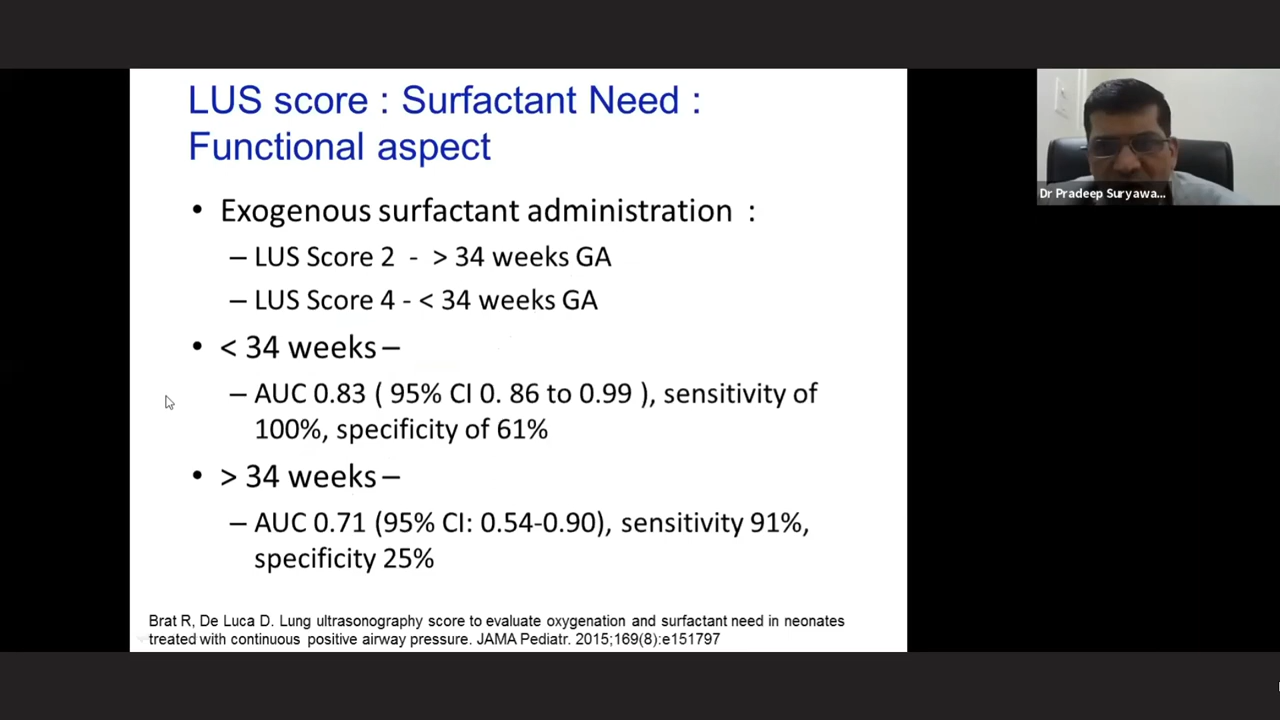 LUS score : Surfactant Need :
Functional aspect
• Exogenous surfactant administration :
– LUS Score 2 - > 34 weeks GA
– LUS Score 4 - < 34 weeks GA
• < 34 weeks –
– AUC 0.83 ( 95% CI 0. 86 to 0.99 ), sensitivity of
100%, specificity of 61%
• > 34 weeks –
– AUC 0.71 (95% CI: 0.54-0.90), sensitivity 91%,
specificity 25%
Brat R, De Luca D. Lung ultrasonography score to evaluate oxygenation and surfactant need in neonates
treated with continuous positive airway pressure. JAMA Pediatr. 2015;169(8):e151797
Dr Pradeep Suryawa...